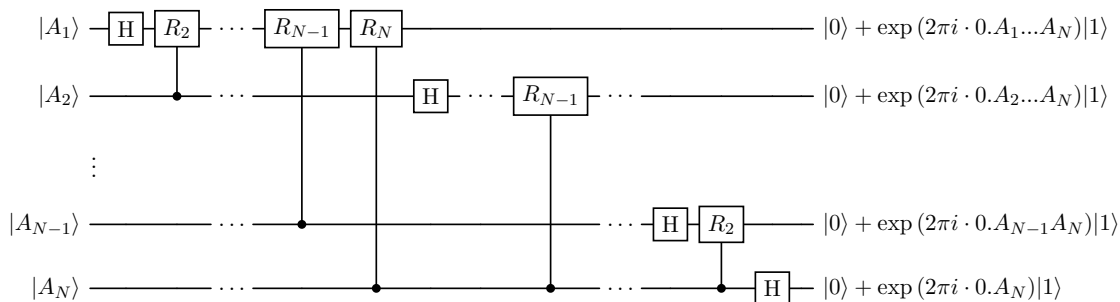 |A₁⟩ H R₂ ⋯ R_{N−1} R_N |0⟩ + exp (2πi · 0.A₁...A_N)|1⟩
|A₂⟩ ⋯ H ⋯ R_{N−1} ⋯ |0⟩ + exp (2πi · 0.A₂...A_N)|1⟩
⋮
|A_{N−1}⟩ ⋯ ⋯ H R₂ |0⟩ + exp (2πi · 0.A_{N−1}A_N)|1⟩
|A_N⟩ ⋯ ⋯ H |0⟩ + exp (2πi · 0.A_N)|1⟩